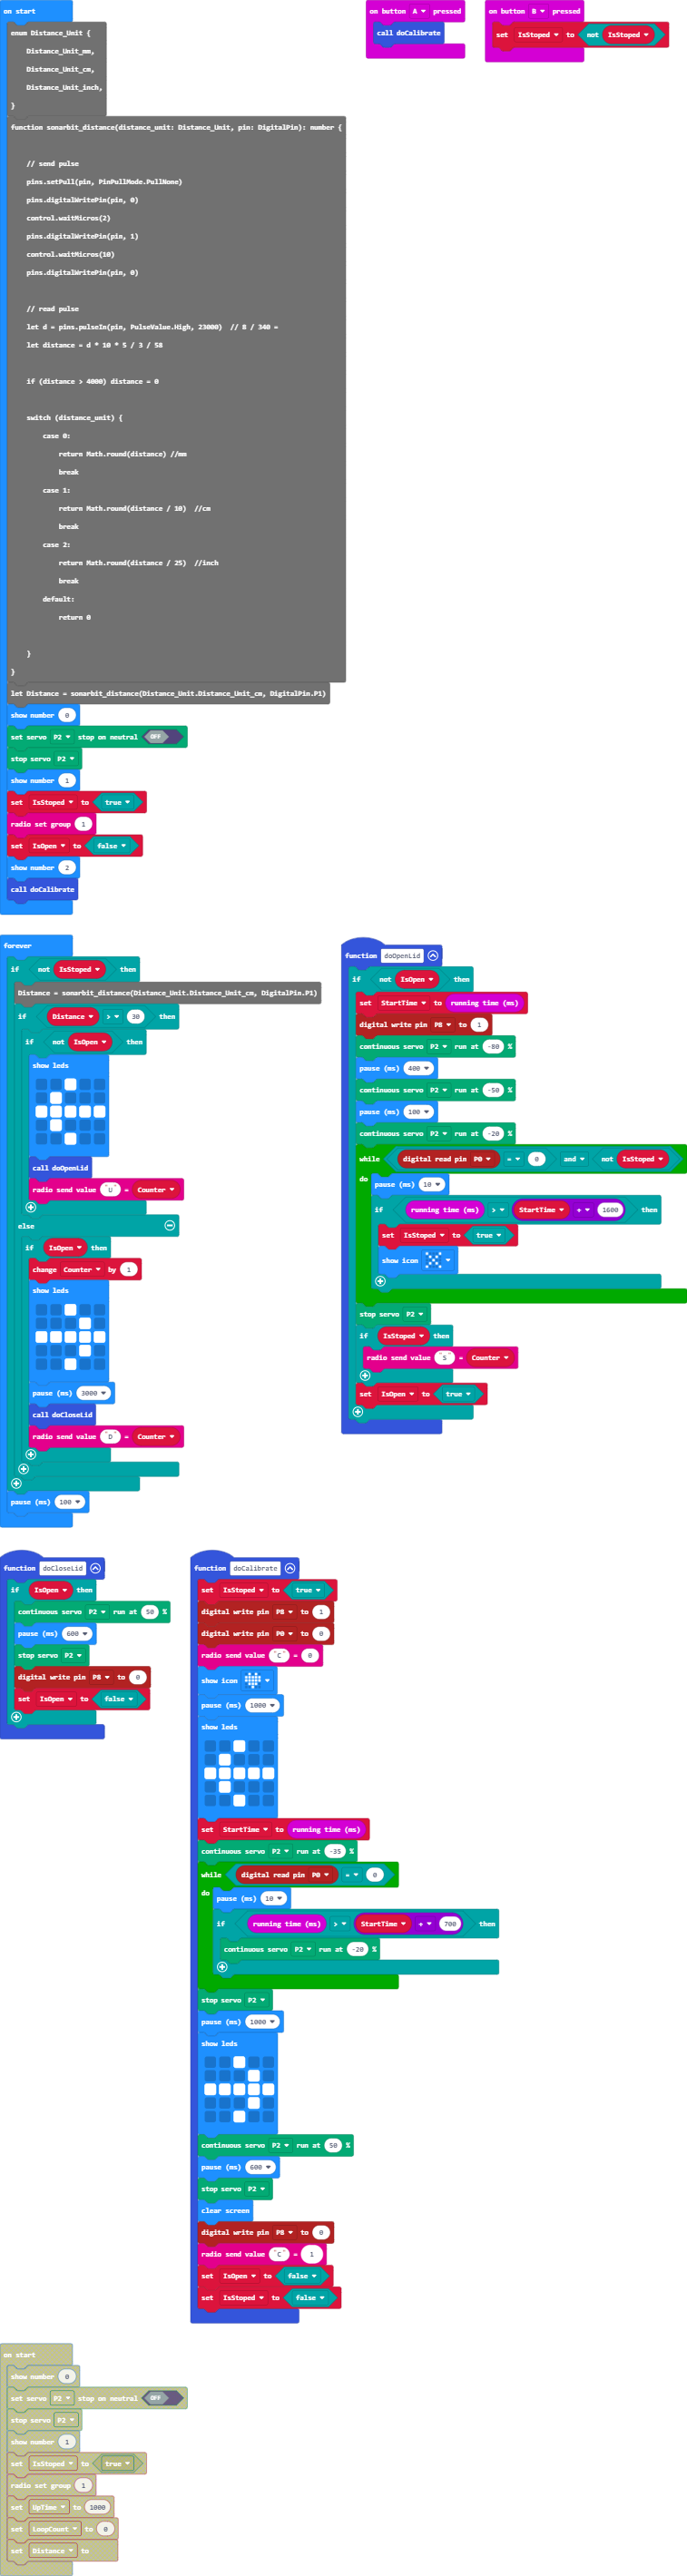 on start
enum Distance_Unit {
Distance_Unit_mm,
Distance_Unit_cm,
Distance_Unit_inch,
}
function sonarbit_distance(distance_unit: Distance_Unit, pin: DigitalPin): number {
// send pulse
pins.setPull(pin, PinPullMode.PullNone)
pins.digitalWritePin(pin, 0)
control.waitMicros(2)
pins.digitalWritePin(pin, 1)
control.waitMicros(10)
pins.digitalWritePin(pin, 0)
// read pulse
let d = pins.pulseIn(pin, PulseValue.High, 23000)  // 8 / 340 =
let distance = d * 10 * 5 / 3 / 58
if (distance > 4000) distance = 0
switch (distance_unit) {
case 0:
return Math.round(distance) //mm
break
case 1:
return Math.round(distance / 10)  //cm
break
case 2:
return Math.round(distance / 25)  //inch
break
default:
return 0
}
}
let Distance = sonarbit_distance(Distance_Unit.Distance_Unit_cm, DigitalPin.P1)
show number 0
set servo P2 stop on neutral OFF
stop servo P2
show number 1
set IsStoped to true
radio set group 1
set IsOpen to false
show number 2
call doCalibrate
on button A pressed
call doCalibrate
on button B pressed
set IsStoped to not IsStoped
forever
if not IsStoped then
Distance = sonarbit_distance(Distance_Unit.Distance_Unit_cm, DigitalPin.P1)
if Distance > 30 then
if not IsOpen then
show leds
call doOpenLid
radio send value "U" = Counter
else
if IsOpen then
change Counter by 1
show leds
pause (ms) 3000
call doCloseLid
radio send value "D" = Counter
pause (ms) 100
function doOpenLid
if not IsOpen then
set StartTime to running time (ms)
digital write pin P8 to 1
continuous servo P2 run at -80 %
pause (ms) 400
continuous servo P2 run at -50 %
pause (ms) 100
continuous servo P2 run at -20 %
while digital read pin P0 = 0 and not IsStoped
do pause (ms) 10
if running time (ms) > StartTime + 1600 then
set IsStoped to true
show icon
stop servo P2
if IsStoped then
radio send value "S" = Counter
set IsOpen to true
function doCloseLid
if IsOpen then
continuous servo P2 run at 50 %
pause (ms) 600
stop servo P2
digital write pin P8 to 0
set IsOpen to false
function doCalibrate
set IsStoped to true
digital write pin P8 to 1
digital write pin P0 to 0
radio send value "C" = 0
show icon
pause (ms) 1000
show leds
set StartTime to running time (ms)
continuous servo P2 run at -35 %
while digital read pin P0 = 0
do pause (ms) 10
if running time (ms) > StartTime + 700 then
continuous servo P2 run at -20 %
stop servo P2
pause (ms) 1000
show leds
continuous servo P2 run at 50 %
pause (ms) 600
stop servo P2
clear screen
digital write pin P8 to 0
radio send value "C" = 1
set IsOpen to false
set IsStoped to false
on start
show number 0
set servo P2 stop on neutral OFF
stop servo P2
show number 1
set IsStoped to true
radio set group 1
set UpTime to 1000
set LoopCount to 0
set Distance to